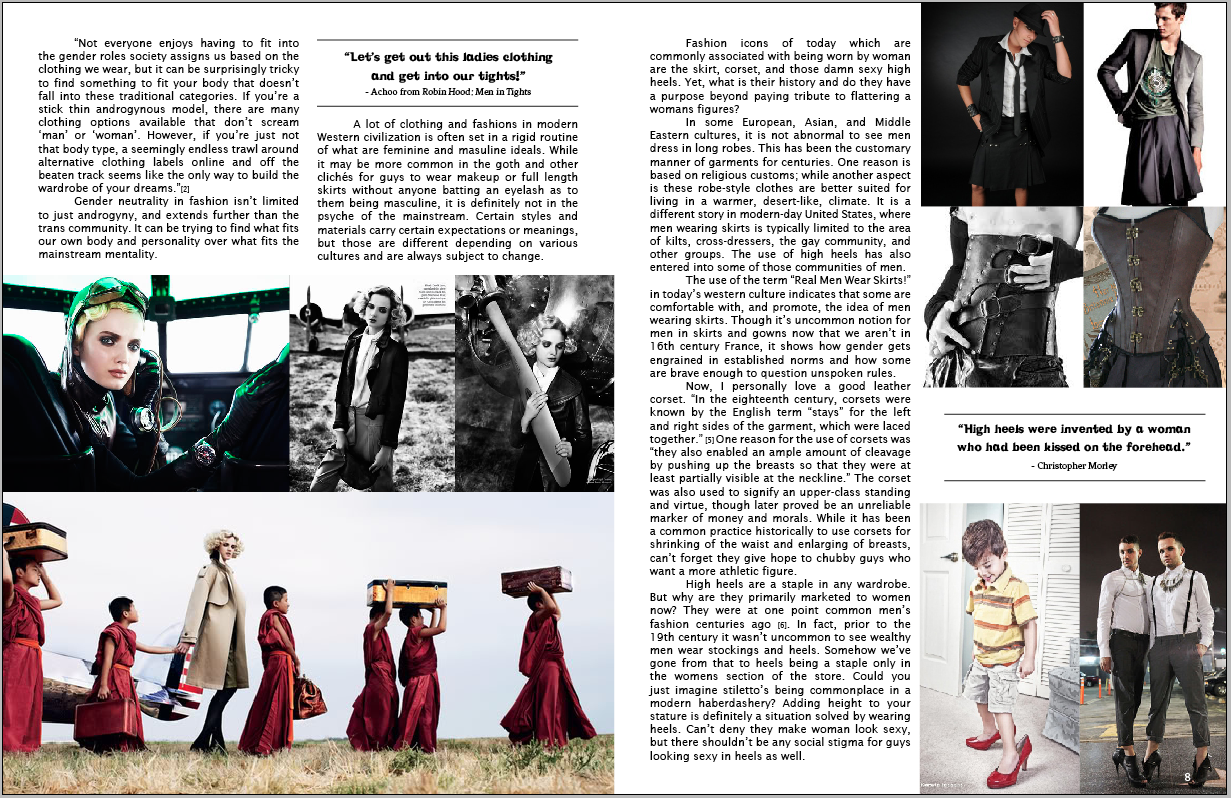 “Not everyone enjoys having to fit into
the gender roles society assigns us based on the
clothing we wear, but it can be surprisingly tricky
to find something to fit your body that doesn’t
fall into these traditional categories. If you’re a
stick thin androgynous model, there are many
clothing options available that don’t scream
‘man’ or ‘woman’. However, if you’re just not
that body type, a seemingly endless trawl around
alternative clothing labels online and off the
beaten track seems like the only way to build the
wardrobe of your dreams.”[2]
Gender neutrality in fashion isn’t limited
to just androgyny, and extends further than the
trans community. It can be trying to find what fits
our own body and personality over what fits the
mainstream mentality.
“Let’s get out this ladies clothing
and get into our tights!”
- Achoo from Robin Hood; Men in Tights
A lot of clothing and fashions in modern
Western civilization is often set in a rigid routine
of what are feminine and masuline ideals. While
it may be more common in the goth and other
clichés for guys to wear makeup or full length
skirts without anyone batting an eyelash as to
them being masculine, it is definitely not in the
psyche of the mainstream. Certain styles and
materials carry certain expectations or meanings,
but those are different depending on various
cultures and are always subject to change.
Fashion icons of today which are
commonly associated with being worn by woman
are the skirt, corset, and those damn sexy high
heels. Yet, what is their history and do they have
a purpose beyond paying tribute to flattering a
womans figure?
In some European, Asian, and Middle
Eastern cultures, it is not abnormal to see men
dress in long robes. This has been the customary
manner of garments for centuries. One reason is
based on religious customs; while another aspect
is these robe-style clothes are better suited for
living in a warmer, desert-like, climate. It is a
different story in modern-day United States, where
men wearing skirts is typically limited to the area
of kilts, cross-dressers, the gay community, and
other groups. The use of high heels has also
entered into some of those communities of men.
The use of the term “Real Men Wear Skirts!”
in today’s western culture indicates that some are
comfortable with, and promote, the idea of men
wearing skirts. Though it’s uncommon notion for
men in skirts and gowns now that we aren’t in
16th century France, it shows how gender gets
engrained in established norms and how some
are brave enough to question unspoken rules.
Now, I personally love a good leather
corset. “In the eighteenth century, corsets were
known by the English term “stays” for the left
and right sides of the garment, which were laced
together.” [5] One reason for the use of corsets was
“they also enabled an ample amount of cleavage
by pushing up the breasts so that they were at
least partially visible at the neckline.” The corset
was also used to signify an upper-class standing
and virtue, though later proved be an unreliable
marker of money and morals. While it has been
a common practice historically to use corsets for
shrinking of the waist and enlarging of breasts,
can’t forget they give hope to chubby guys who
want a more athletic figure.
High heels are a staple in any wardrobe.
But why are they primarily marketed to women
now? They were at one point common men’s
fashion centuries ago [6]. In fact, prior to the
19th century it wasn’t uncommon to see wealthy
men wear stockings and heels. Somehow we’ve
gone from that to heels being a staple only in
the womens section of the store. Could you
just imagine stiletto’s being commonplace in a
modern haberdashery? Adding height to your
stature is definitely a situation solved by wearing
heels. Can’t deny they make woman look sexy,
but there shouldn’t be any social stigma for guys
looking sexy in heels as well.
“High heels were invented by a woman
who had been kissed on the forehead.”
- Christopher Morley
8